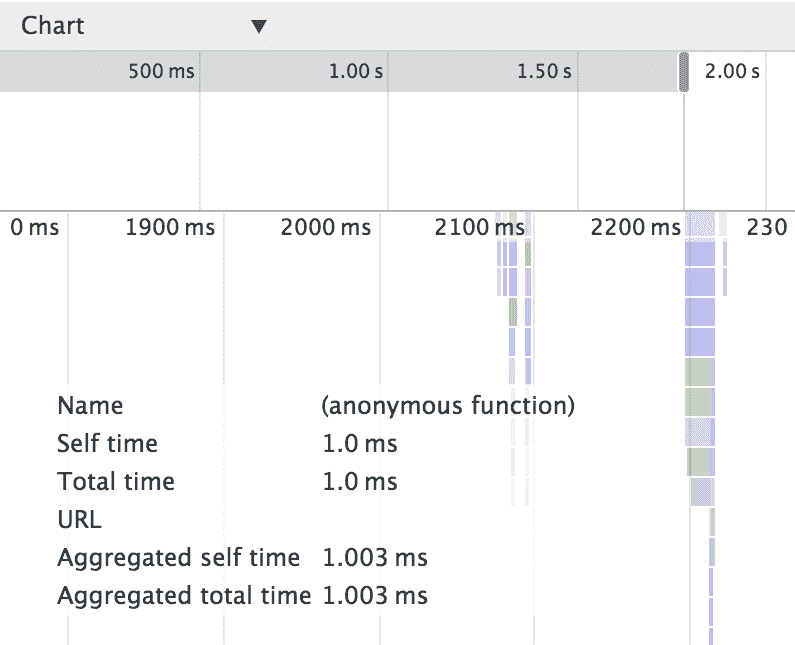 Chart ▼
500 ms 1.00 s 1.50 s 2.00 s
0 ms 1900 ms 2000 ms 2100 ms 2200 ms 230
Name (anonymous function)
Self time 1.0 ms
Total time 1.0 ms
URL
Aggregated self time 1.003 ms
Aggregated total time 1.003 ms